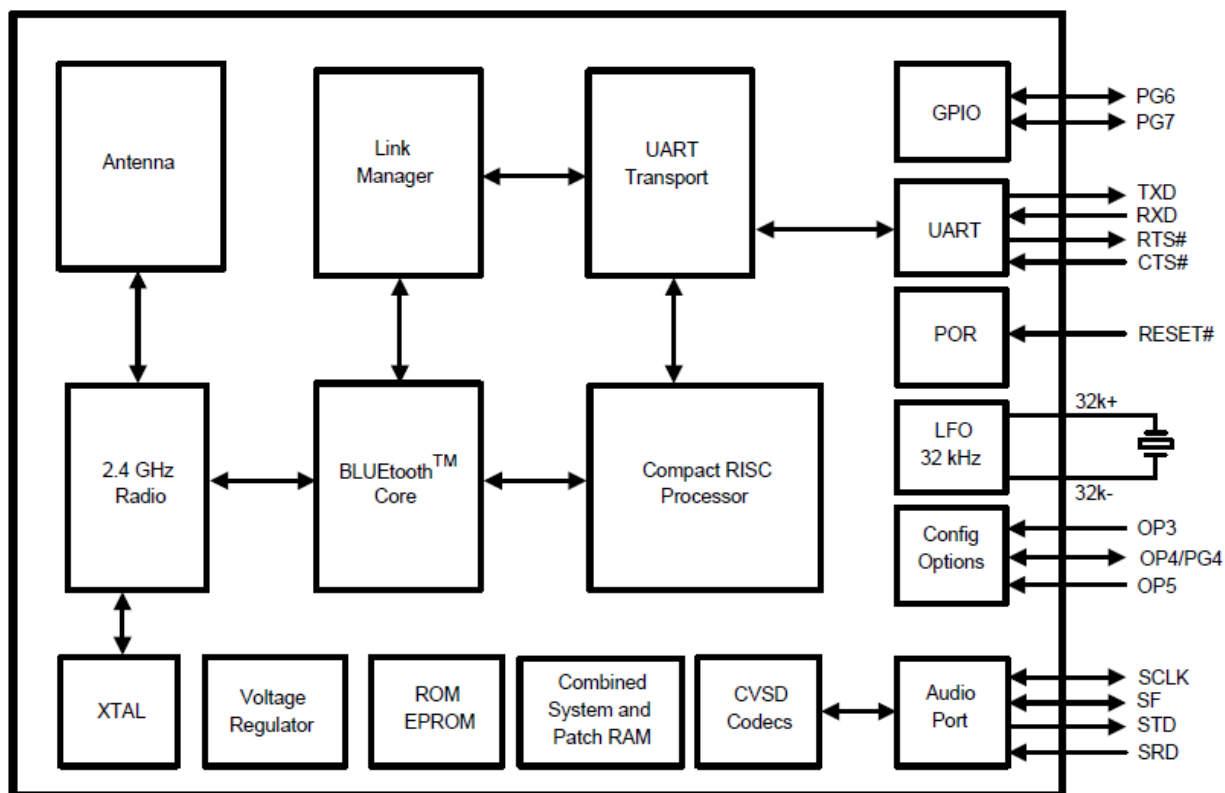 Antenna
Link
Manager
UART
Transport
GPIO
PG6
PG7
UART
TXD
RXD
RTS#
CTS#
POR
RESET#
2.4 GHz
Radio
BLUEtooth™
Core
Compact RISC
Processor
LFO
32 kHz
32k+
32k-
Config
Options
OP3
OP4/PG4
OP5
XTAL
Voltage
Regulator
ROM
EPROM
Combined
System and
Patch RAM
CVSD
Codecs
Audio
Port
SCLK
SF
STD
SRD